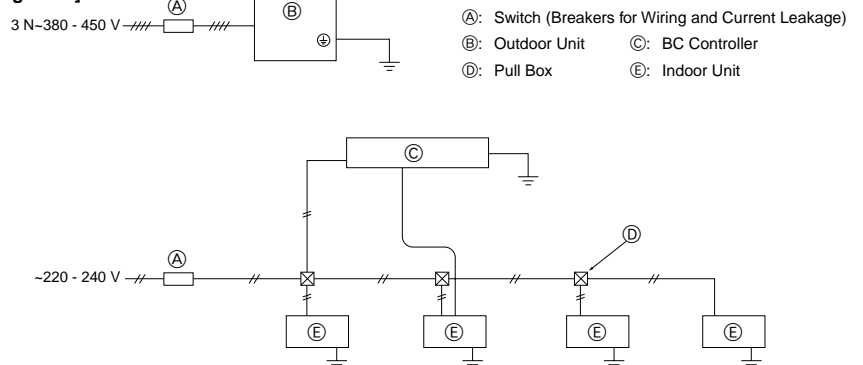 Ⓐ
3 N~380 - 450 V
Ⓑ
Ⓐ: Switch (Breakers for Wiring and Current Leakage)
Ⓑ: Outdoor Unit Ⓒ: BC Controller
Ⓓ: Pull Box Ⓔ: Indoor Unit
Ⓒ
Ⓓ
Ⓐ
~220 - 240 V
Ⓔ Ⓔ Ⓔ Ⓔ